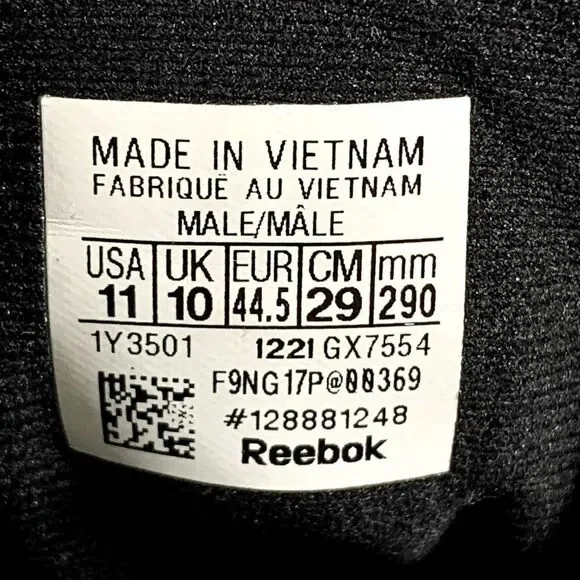 MADE IN VIETNAM
FABRIQUÉ AU VIETNAM
MALE/MÂLE
USA UK EUR CM mm
11 10 44.5 29 290
1Y3501 1221 GX7554
F9NG17P@00369
#128881248
Reebok